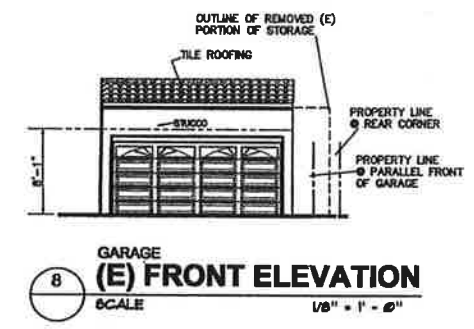 OUTLINE OF REMOVED (E)
PORTION OF STORAGE
TILE ROOFING
STUCCO
PROPERTY LINE
@ REAR CORNER
PROPERTY LINE
@ PARALLEL FRONT
OF GARAGE
8'-1"
8
GARAGE
(E) FRONT ELEVATION
SCALE
1/8" = 1' - 0"